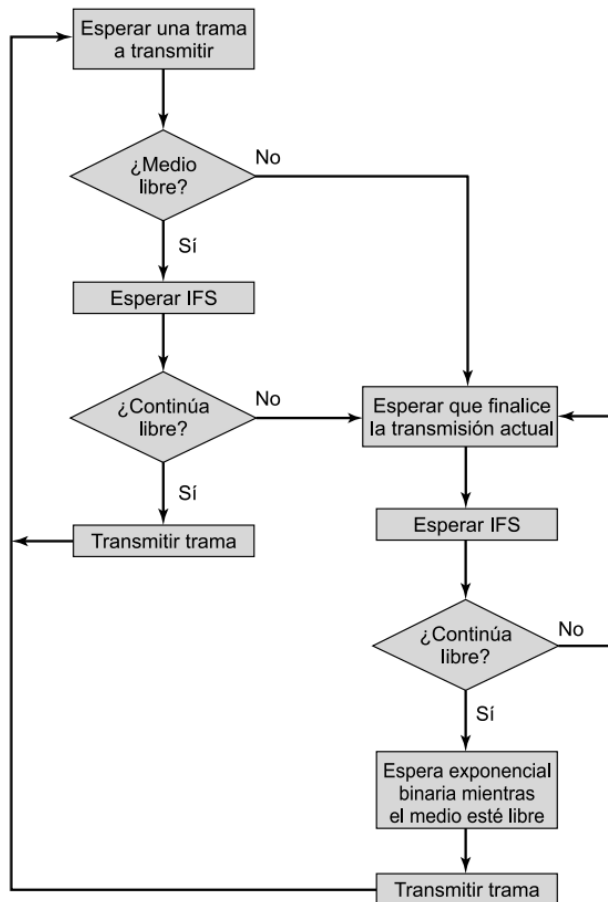 Esperar una trama
a transmitir
¿Medio
libre?
No
Sí
Esperar IFS
¿Continúa
libre?
No
Sí
Transmitir trama
Esperar que finalice
la transmisión actual
Esperar IFS
¿Continúa
libre?
No
Sí
Espera exponencial
binaria mientras
el medio esté libre
Transmitir trama